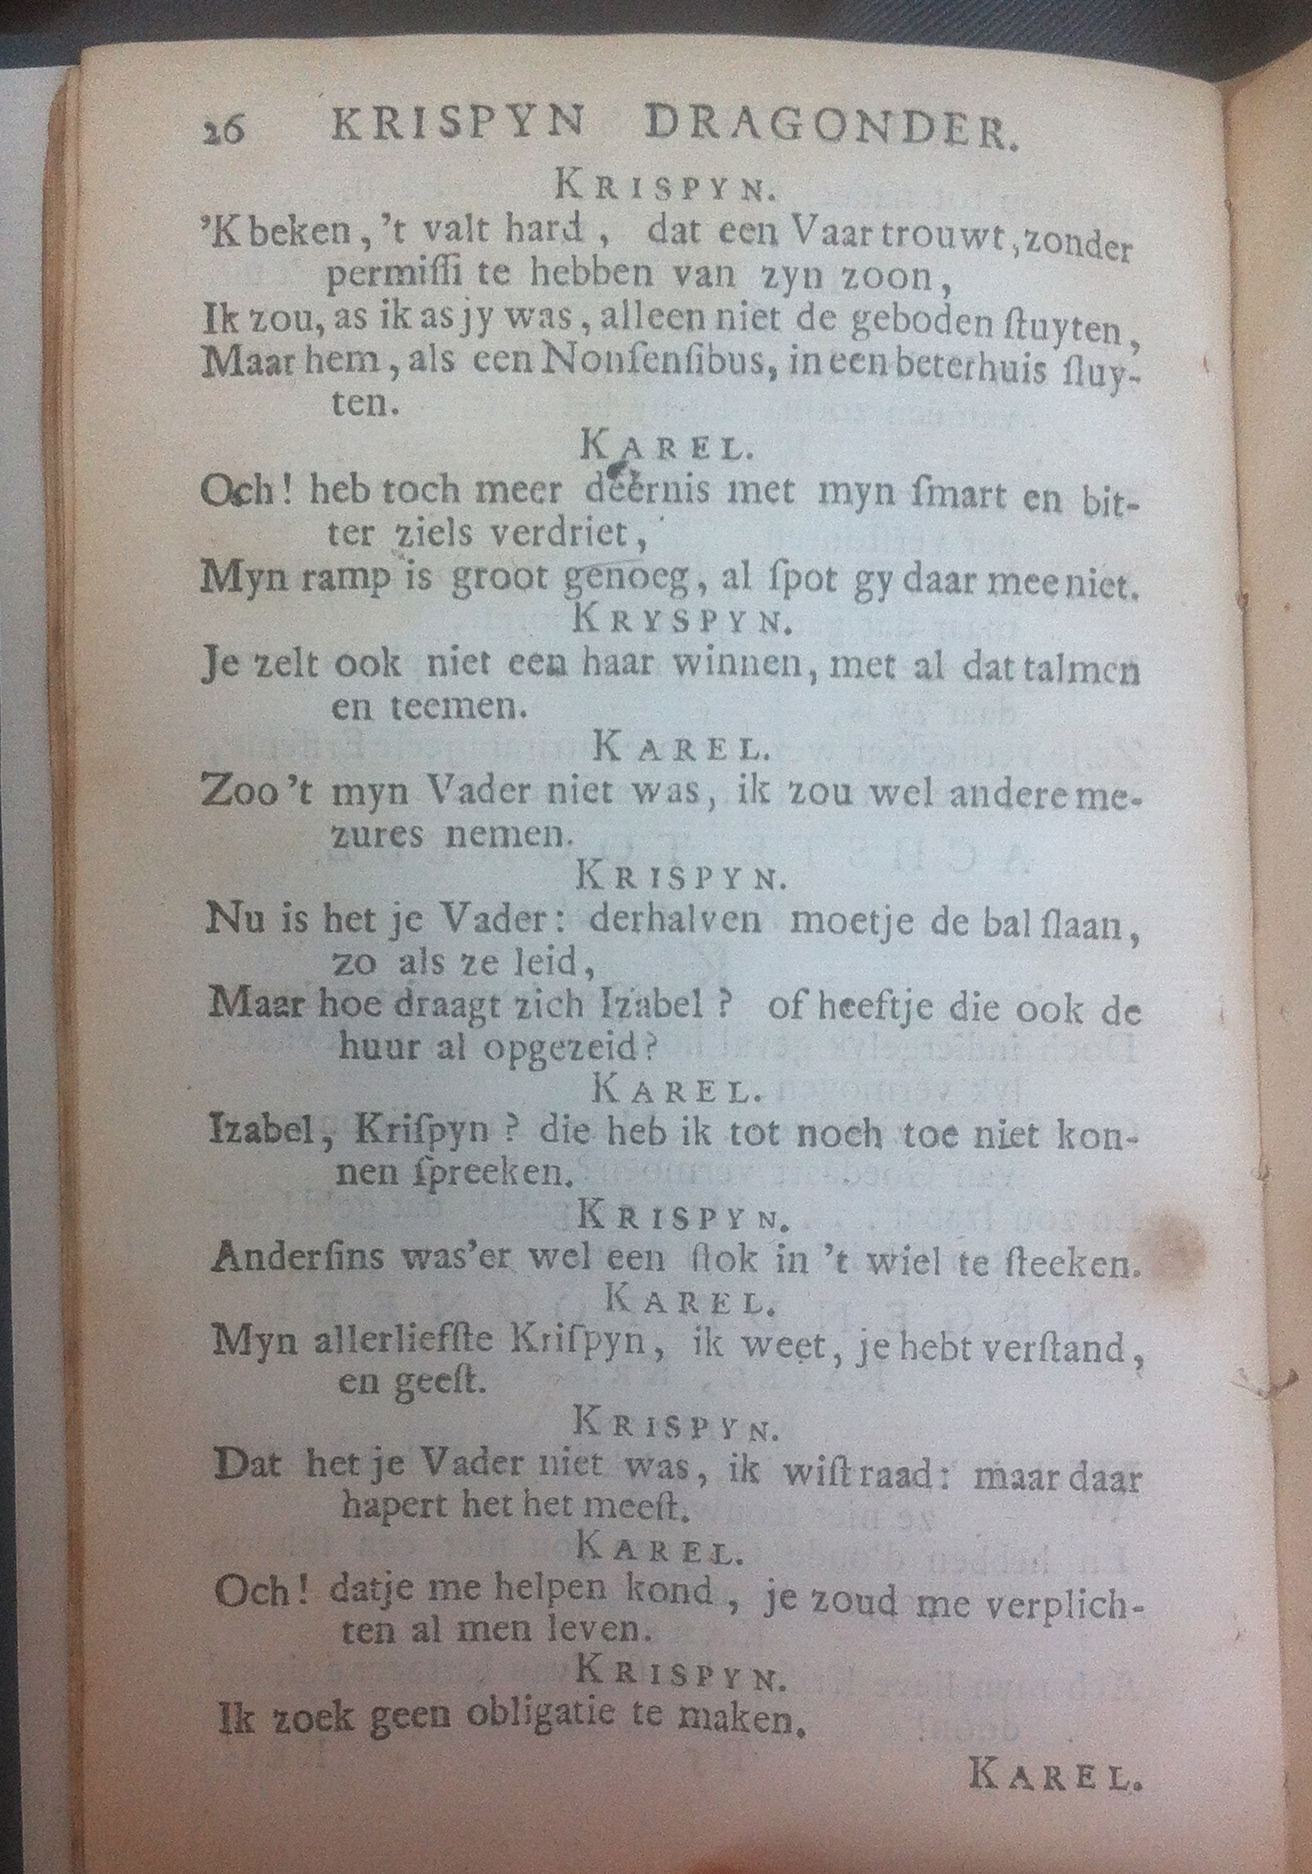 26 KRISPYN DRAGONDER.
KRISPYN.
'K beken, 't valt hard, dat een Vaar trouwt, zonder
permiſſi te hebben van zyn zoon,
Ik zou, as ik as jy was, alleen niet de geboden ſtuyten,
Maar hem, als een Nonſenſibus, in een beterhuis ſluy-
ten.
KAREL.
Och! heb toch meer deernis met myn ſmart en bit-
ter ziels verdriet,
Myn ramp is groot genoeg, al ſpot gy daar mee niet.
KRYSPYN.
Je zelt ook niet een haar winnen, met al dat talmen
en teemen.
KAREL.
Zoo 't myn Vader niet was, ik zou wel andere me-
zures nemen.
KRISPYN.
Nu is het je Vader: derhalven moetje de bal ſlaan,
zo als ze leid,
Maar hoe draagt zich Izabel? of heeftje die ook de
huur al opgezeid?
KAREL.
Izabel, Kriſpyn? die heb ik tot noch toe niet kon-
nen ſpreeken.
KRISPYN.
Anderſins was'er wel een ſtok in 't wiel te ſteeken.
KAREL.
Myn allerliefſte Kriſpyn, ik weet, je hebt verſtand,
en geeſt.
KRISPYN.
Dat het je Vader niet was, ik wiſt raad: maar daar
hapert het het meeſt.
KAREL.
Och! datje me helpen kond, je zoud me verplich-
ten al men leven.
KRISPYN.
Ik zoek geen obligatie te maken.
KAREL.